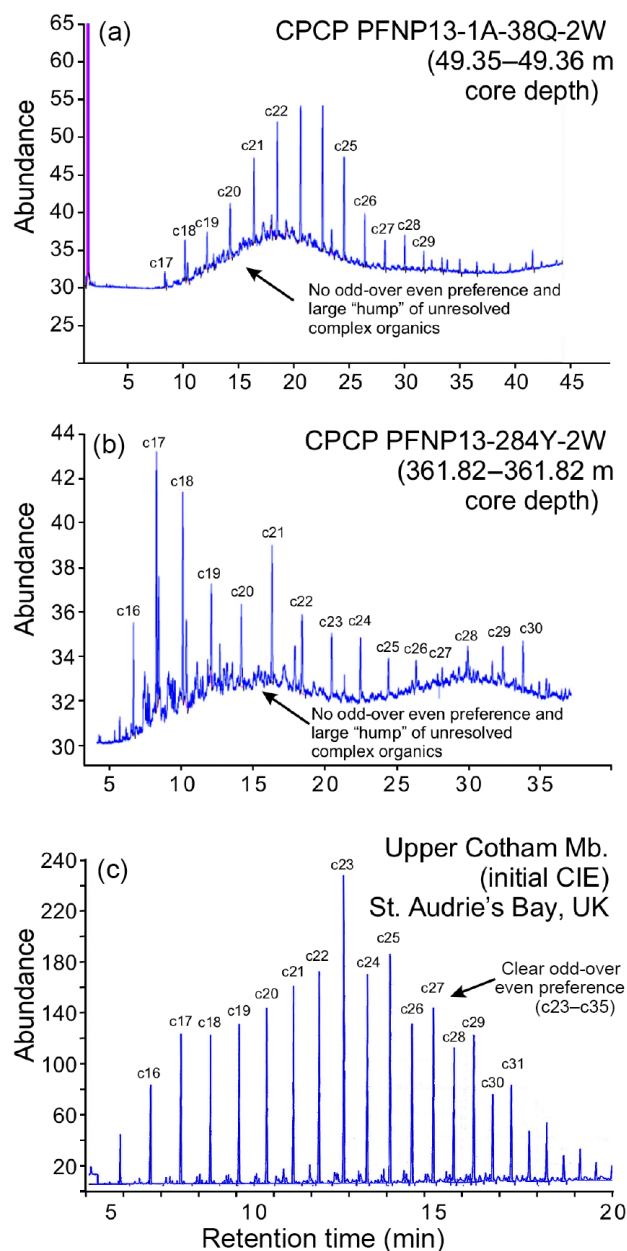 (a)
CPCP PFNP13-1A-38Q-2W
(49.35–49.36 m
core depth)
Abundance
65
55
50
45
40
35
30
25
c17
c18
c19
c20
c21
c22
c25
c26
c27
c28
c29
No odd-over even preference and
large “hump” of unresolved
complex organics
5 10 15 20 25 30 35 40 45
(b)
CPCP PFNP13-284Y-2W
(361.82–361.82 m
core depth)
Abundance
44
42
40
38
36
34
32
30
c16
c17
c18
c19
c20
c21
c22
c23
c24
c25
c26
c27
c28
c29
c30
No odd-over even preference and
large “hump” of unresolved
complex organics
5 10 15 20 25 30 35
(c)
Upper Cotham Mb.
(initial CIE)
St. Audrie’s Bay, UK
Abundance
240
180
140
100
60
20
c16
c17
c18
c19
c20
c21
c22
c23
c24
c25
c26
c27
c28
c29
c30
c31
Clear odd-over
even preference
(c23–c35)
5 10 15 20
Retention time (min)